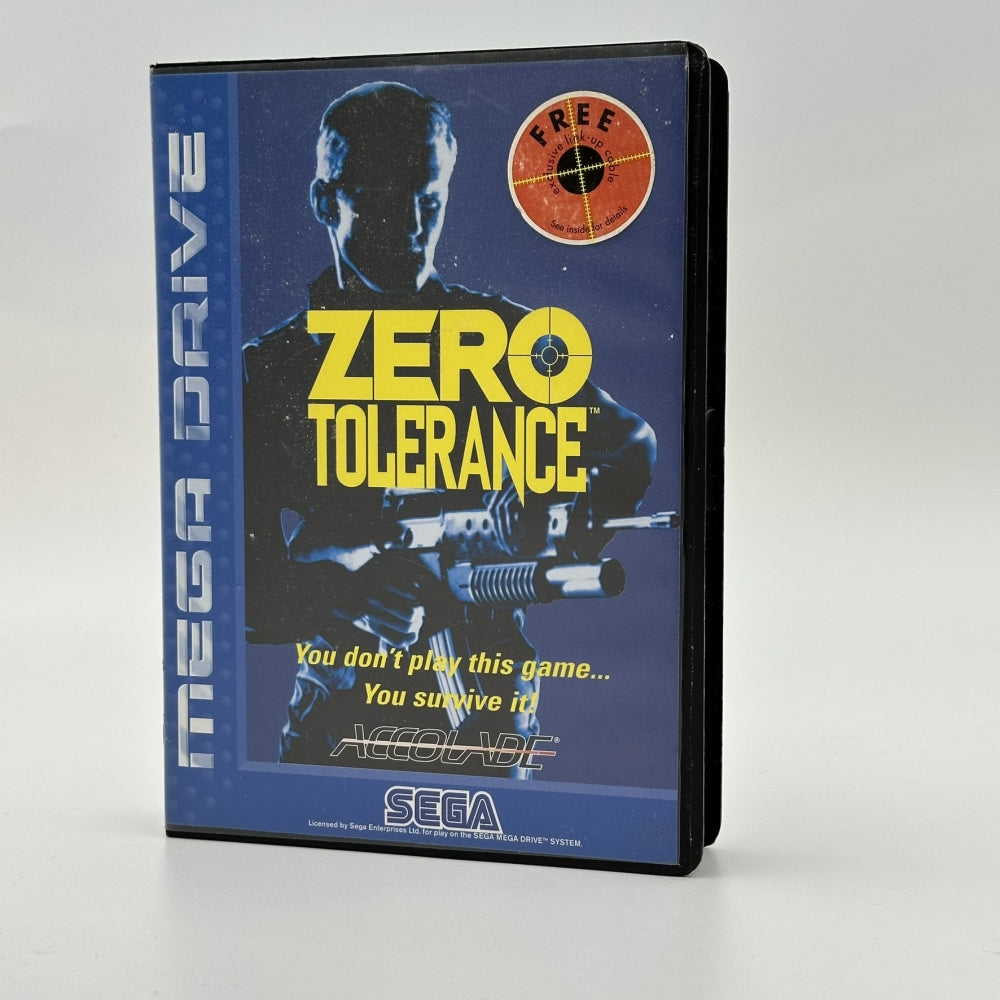 MEGA DRIVE
FREE
exclusive link-up cable
See inside for details
ZERO
TOLERANCE™
You don't play this game...
You survive it!
ACCOLADE®
SEGA
Licensed by Sega Enterprises Ltd. for play on the SEGA MEGA DRIVE™ SYSTEM.